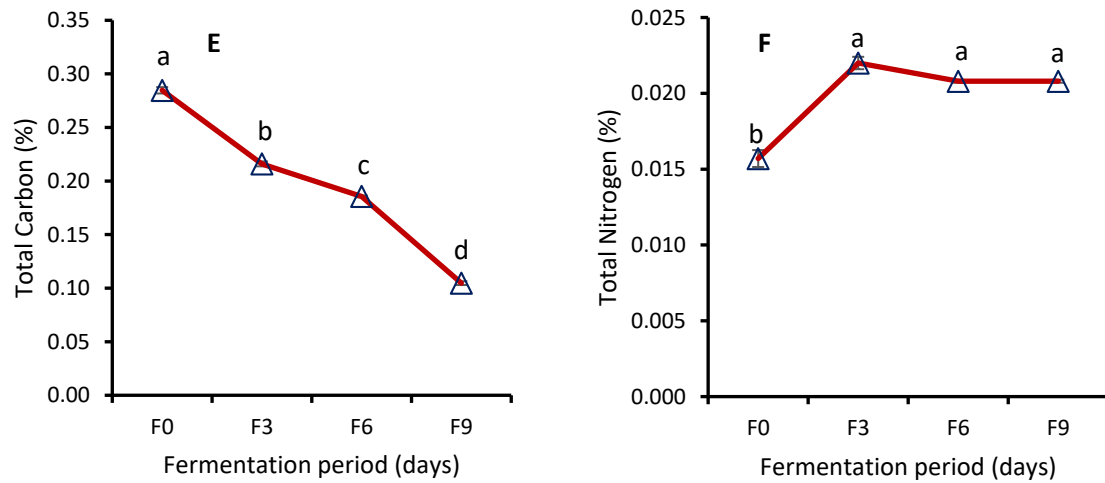 E
Total Carbon (%)
0.35
0.30
0.25
0.20
0.15
0.10
0.05
0.00
a
b
c
d
F0 F3 F6 F9
Fermentation period (days)
F
Total Nitrogen (%)
0.025
0.020
0.015
0.010
0.005
0.000
b
a
a
a
F0 F3 F6 F9
Fermentation period (days)